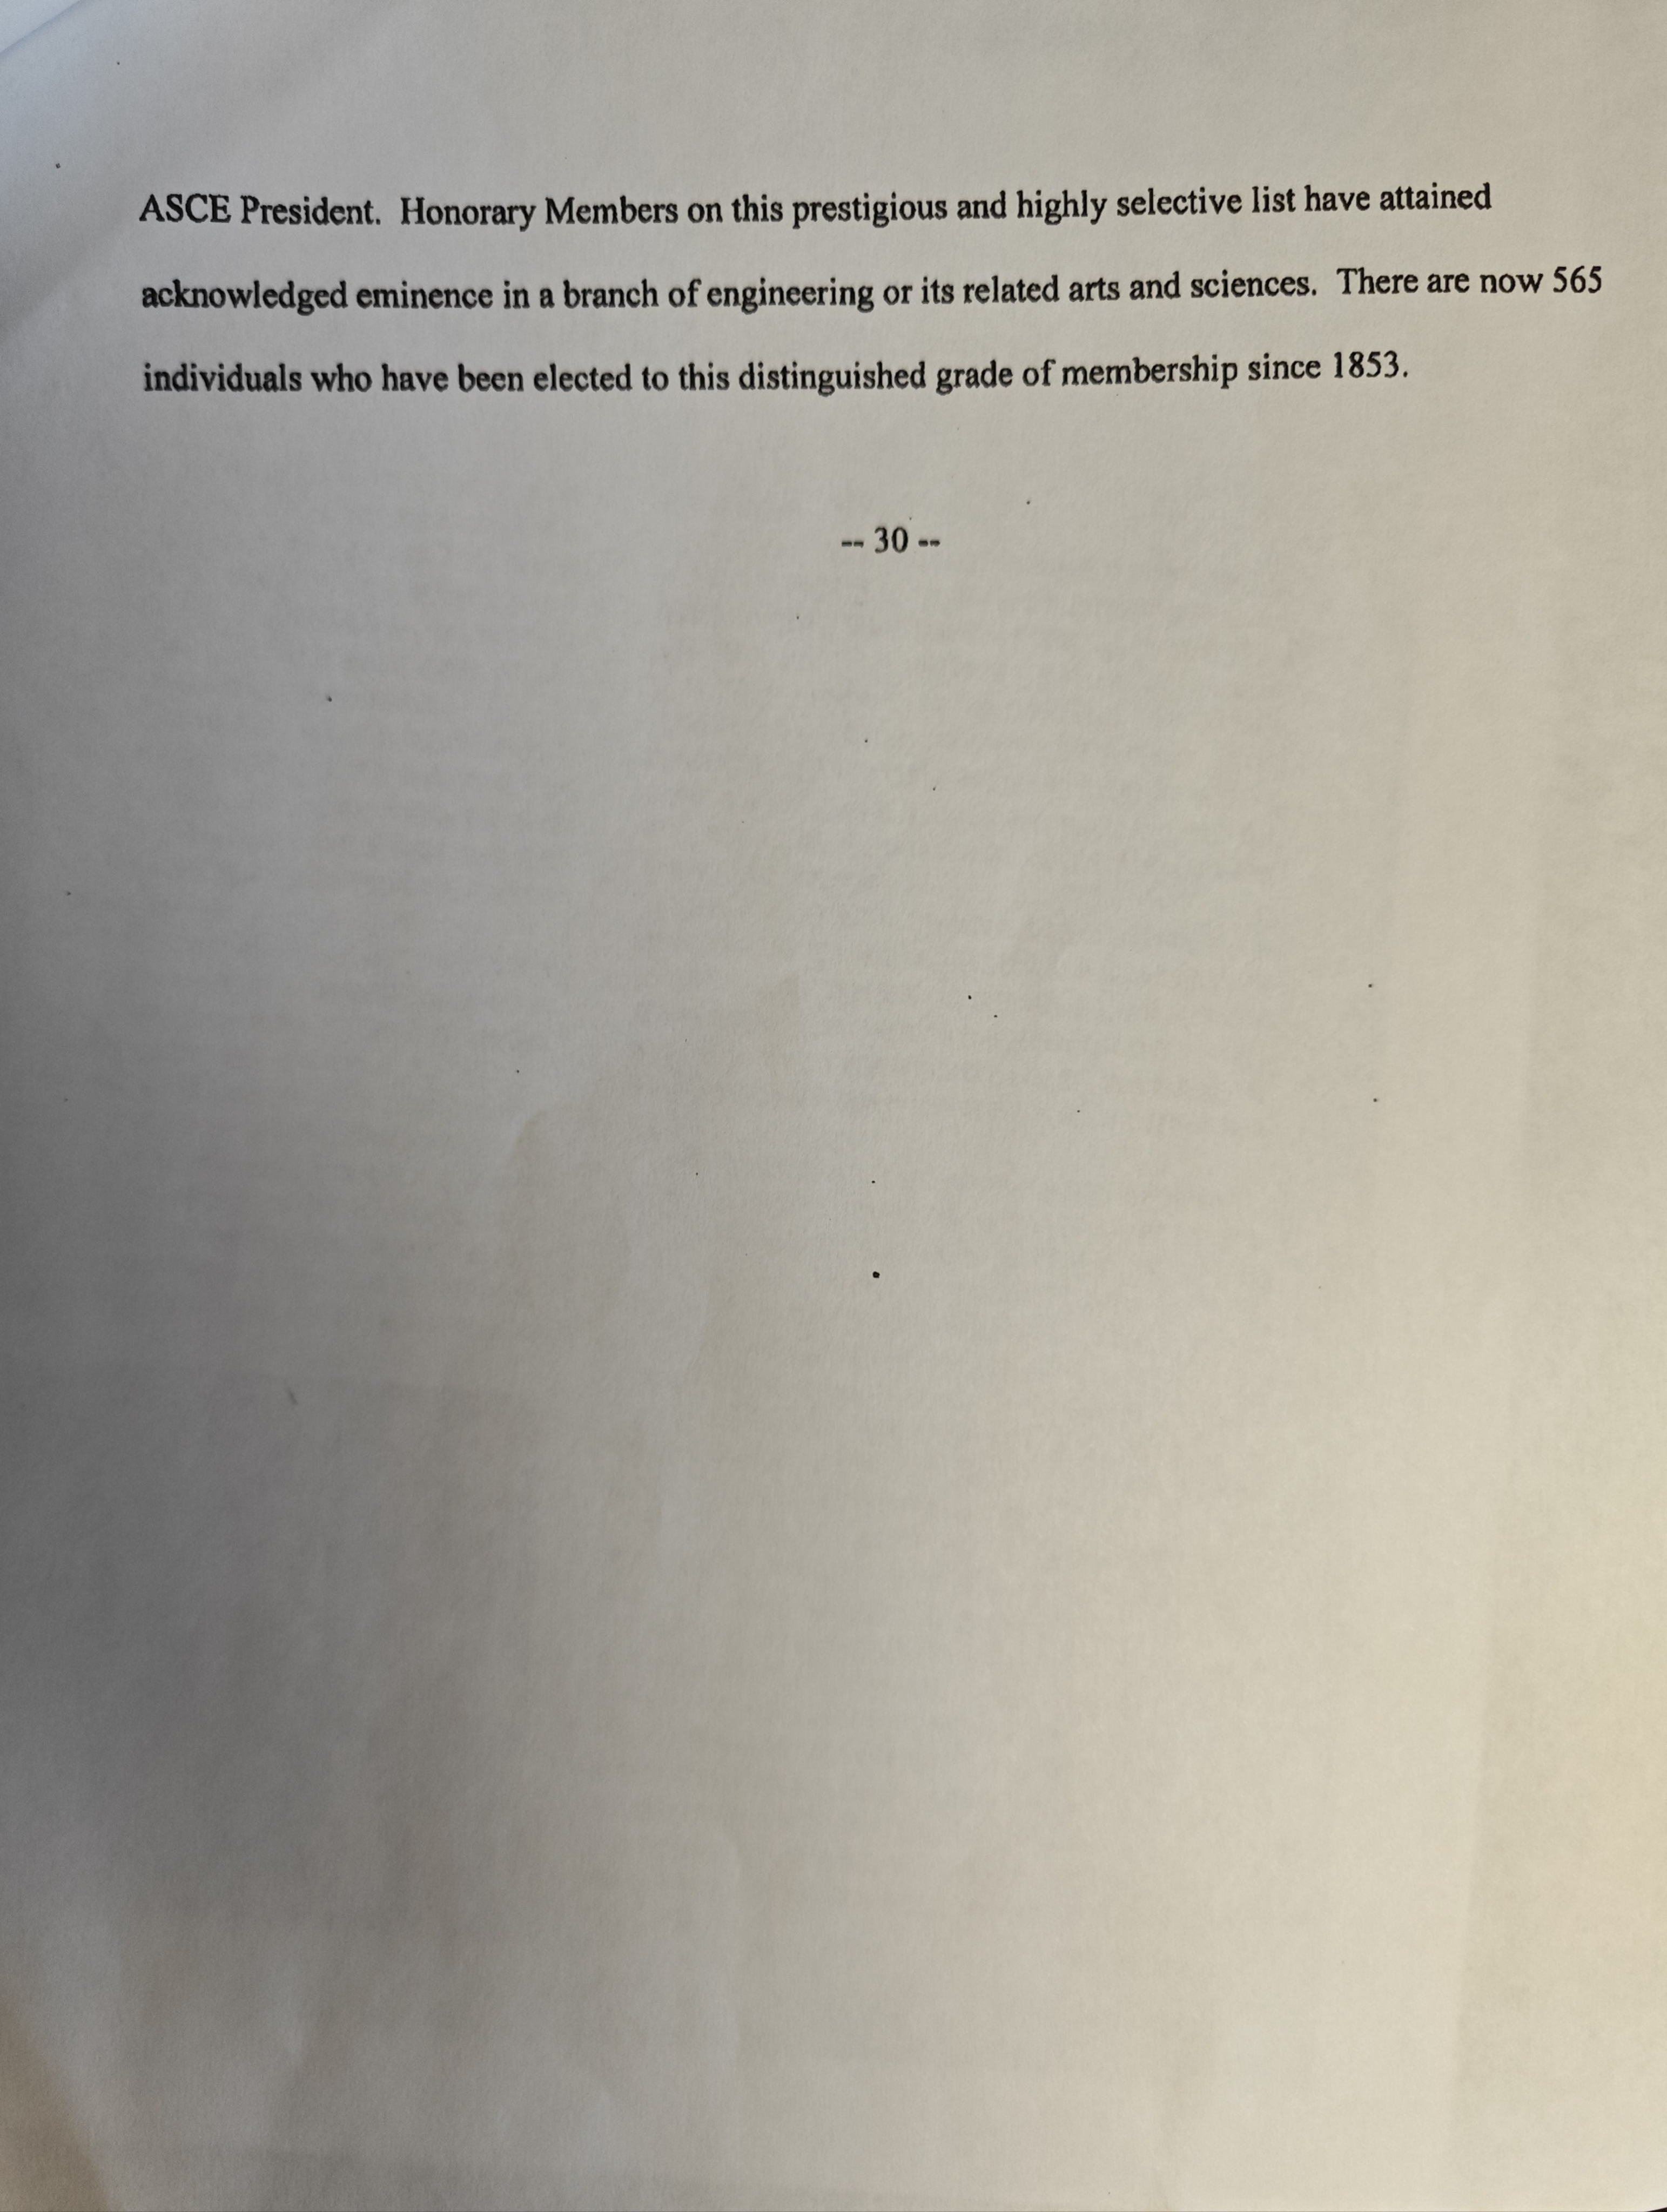 ASCE President.  Honorary Members on this prestigious and highly selective list have attained
acknowledged eminence in a branch of engineering or its related arts and sciences.  There are now 565
individuals who have been elected to this distinguished grade of membership since 1853.
-- 30 --